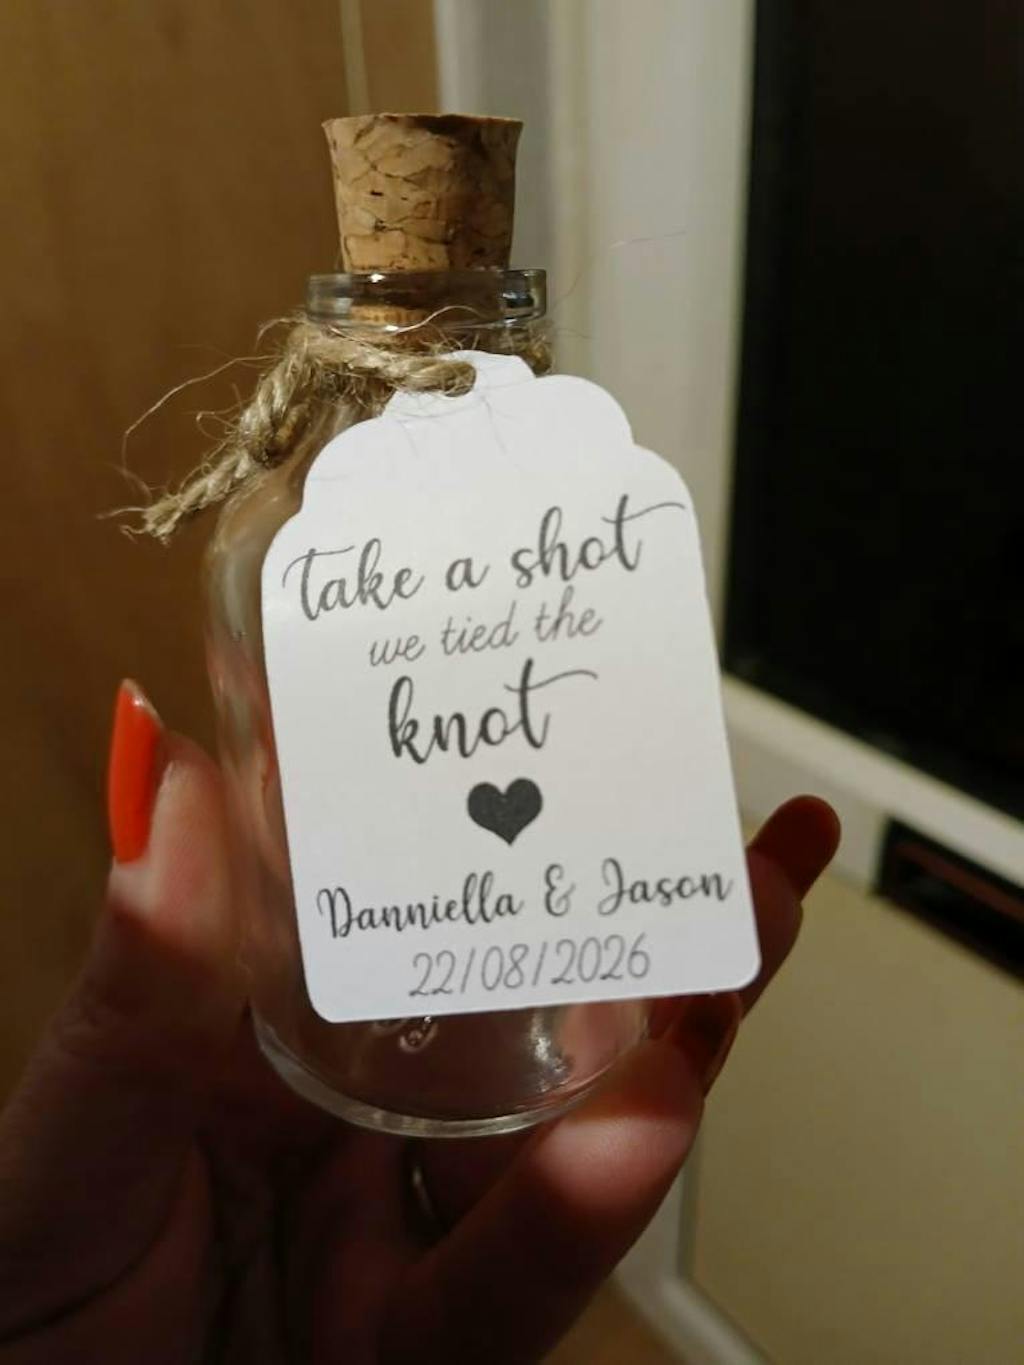 Take a shot
we tied the
knot
Danniella & Jason
22/08/2026